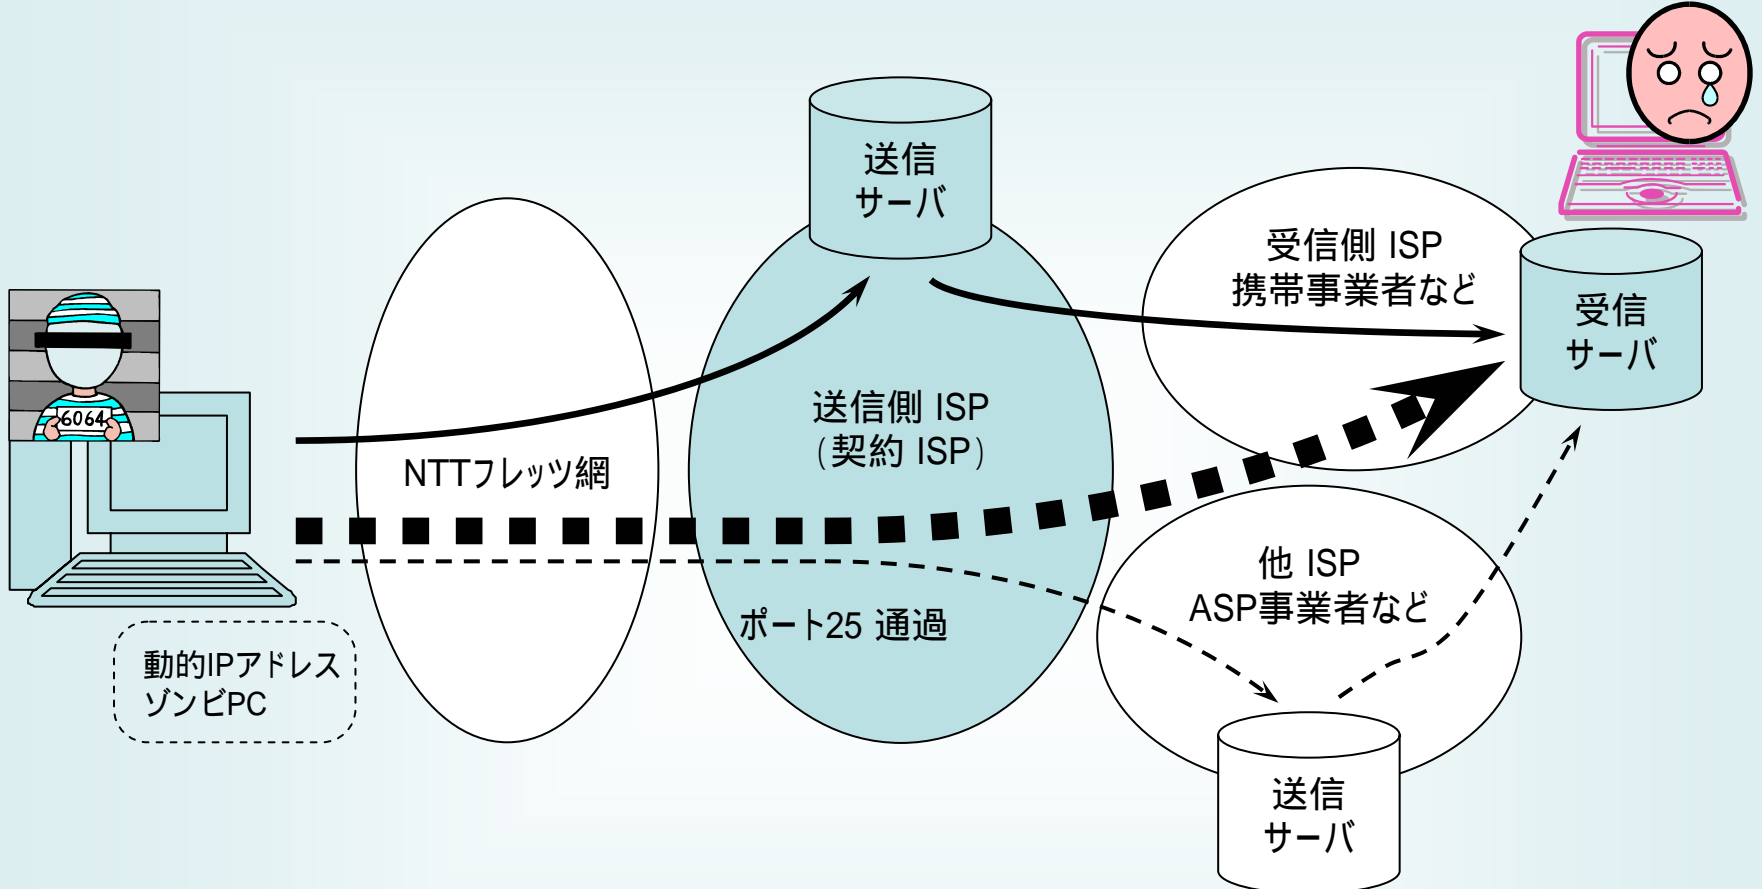 送信
サーバ
受信側 ISP
携帯事業者など
受信
サーバ
6064
送信側 ISP
(契約 ISP)
NTTフレッツ網
他 ISP
ASP事業者など
ポート25 通過
動的IPアドレス
ゾンビPC
送信
サーバ